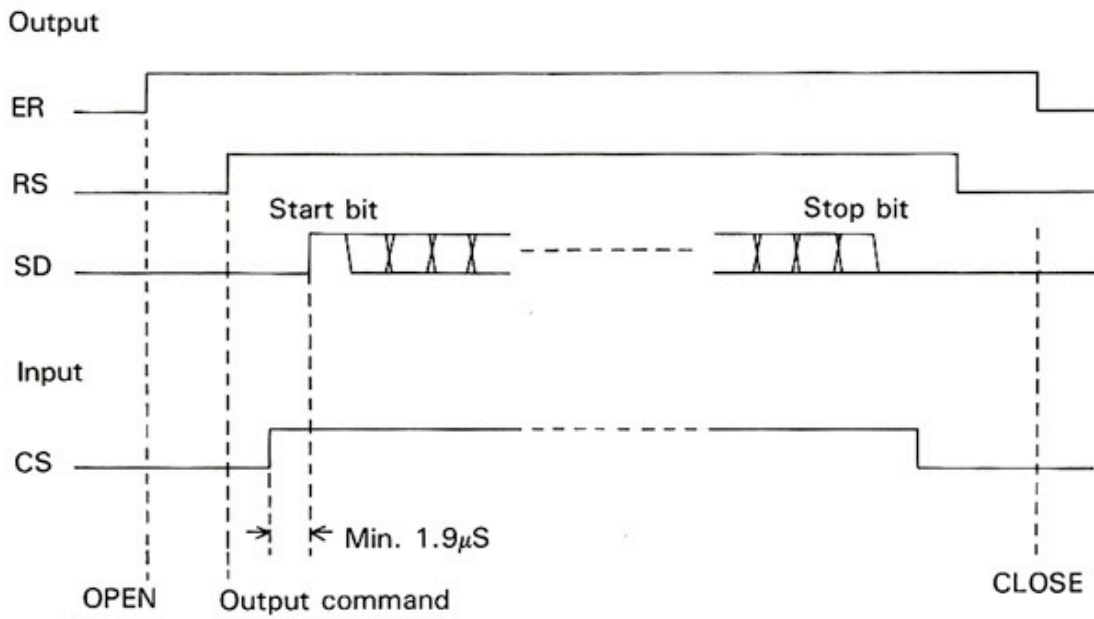 Output
ER
RS
Start bit
Stop bit
SD
Input
CS
Min. 1.9μS
OPEN
Output command
CLOSE